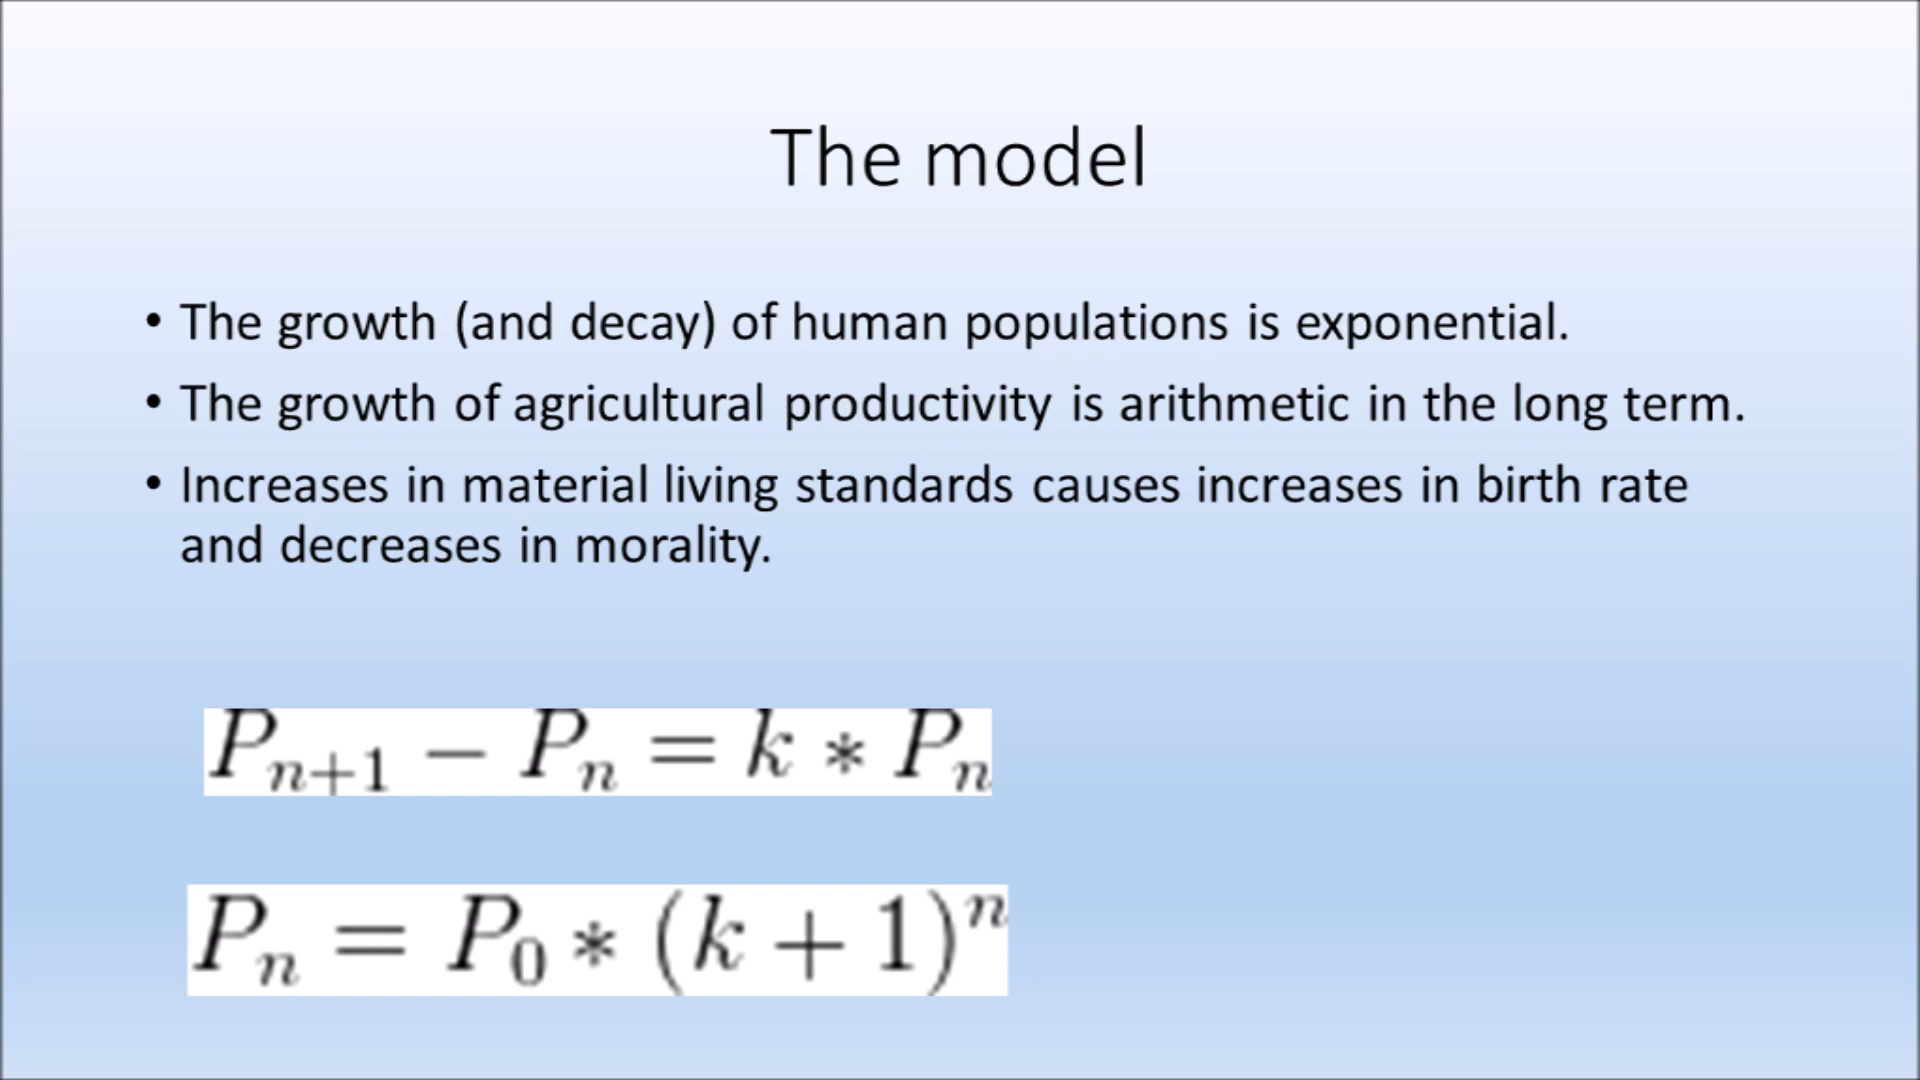 The model
• The growth (and decay) of human populations is exponential.
• The growth of agricultural productivity is arithmetic in the long term.
• Increases in material living standards causes increases in birth rate
and decreases in morality.
P_{n+1} − P_n = k * P_n
P_n = P_0 * (k + 1)^n